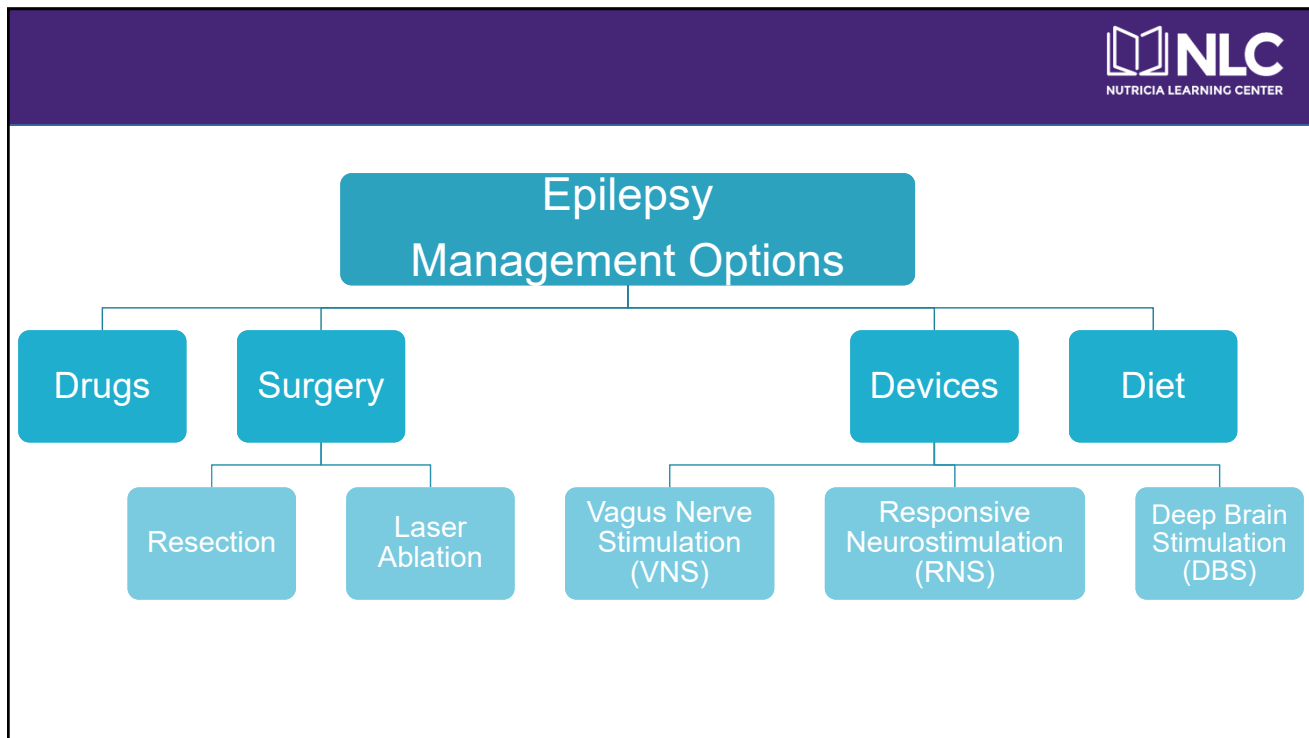 NLC
NUTRICIA LEARNING CENTER
Epilepsy
Management Options
Drugs
Surgery
Devices
Diet
Resection
Laser
Ablation
Vagus Nerve
Stimulation
(VNS)
Responsive
Neurostimulation
(RNS)
Deep Brain
Stimulation
(DBS)